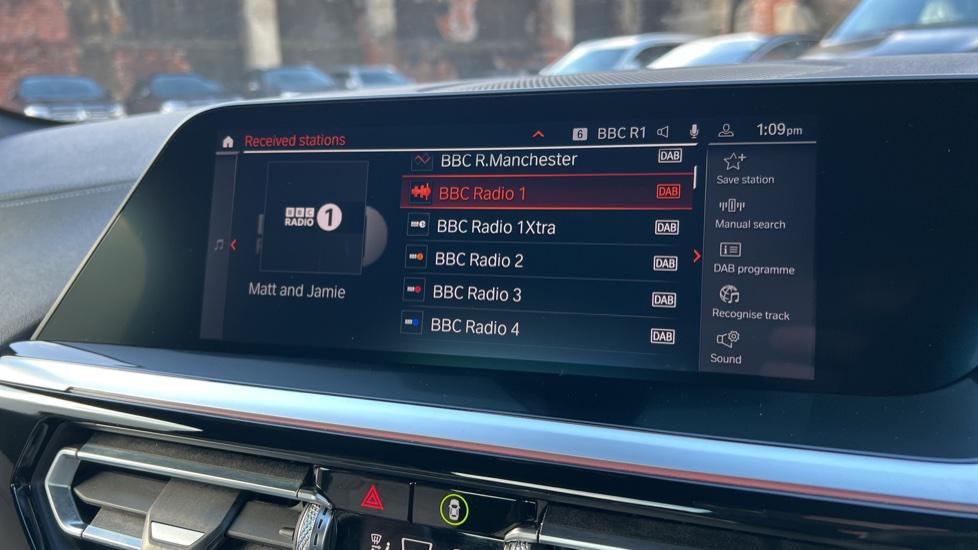 Received stations
6 BBC R1 1:09pm
BBC R.Manchester DAB
BBC Radio 1 DAB
BBC Radio 1Xtra DAB
BBC Radio 2 DAB
BBC Radio 3 DAB
BBC Radio 4 DAB
BBC
RADIO 1
Matt and Jamie
Save station
Manual search
DAB programme
Recognise track
Sound